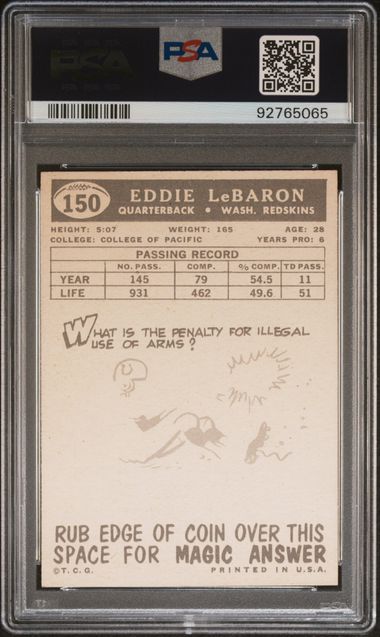 PSA
PSA
92765065
150
EDDIE LeBARON
QUARTERBACK • WASH. REDSKINS
HEIGHT: 5:07 WEIGHT: 165 AGE: 28
COLLEGE: COLLEGE OF PACIFIC YEARS PRO: 6
PASSING RECORD
NO. PASS. COMP. % COMP. TD PASS.
YEAR 145 79 54.5 11
LIFE 931 462 49.6 51
WHAT IS THE PENALTY FOR ILLEGAL
USE OF ARMS?
RUB EDGE OF COIN OVER THIS
SPACE FOR MAGIC ANSWER
©T.C.G. PRINTED IN U.S.A.